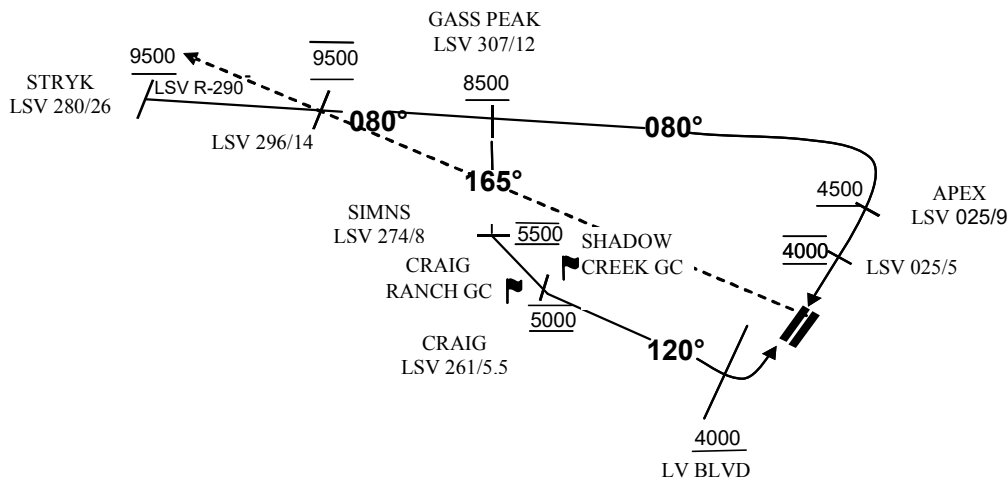 GASS PEAK
LSV 307/12
9500
9500
STRYK
LSV 280/26
LSV R-290
8500
LSV 296/14
080°
080°
165°
4500
APEX
LSV 025/9
SIMNS
LSV 274/8
5500
SHADOW
CREEK GC
4000
LSV 025/5
CRAIG
RANCH GC
5000
CRAIG
LSV 261/5.5
120°
4000
LV BLVD